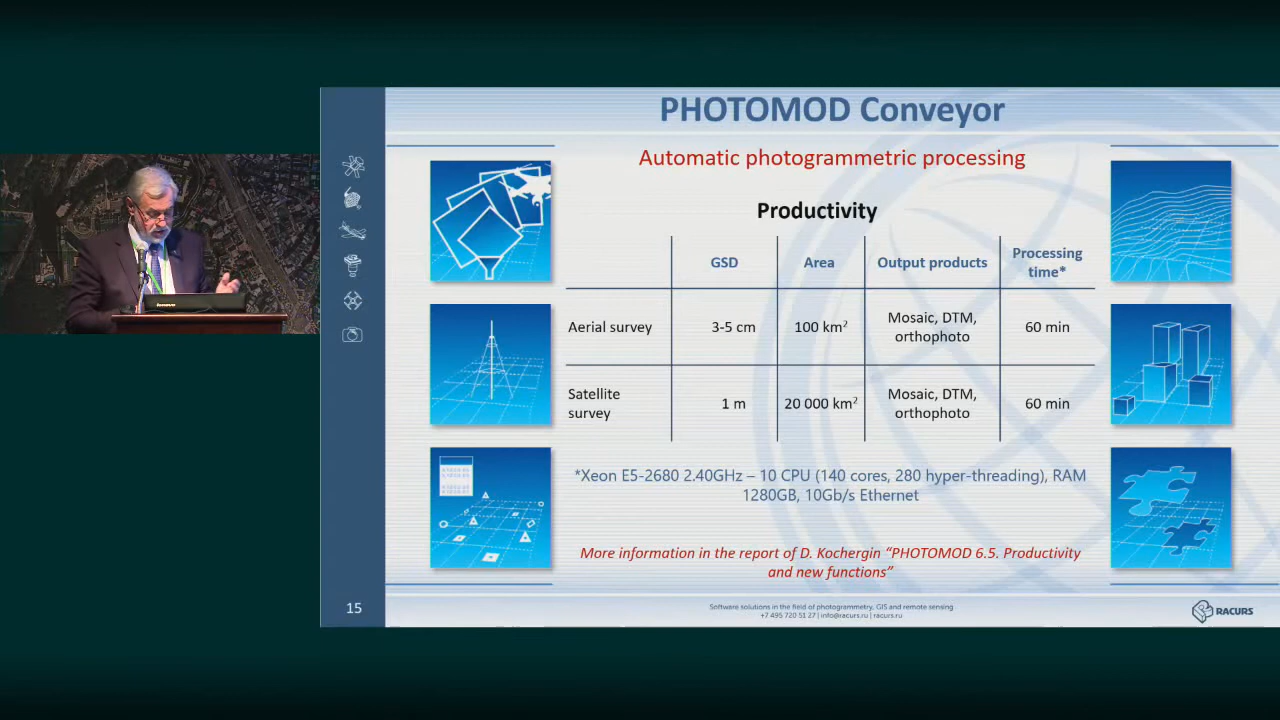 PHOTOMOD Conveyor
Automatic photogrammetric processing
Productivity
GSD
Area
Output products
Processing
time*
Aerial survey
3-5 cm
100 km²
Mosaic, DTM,
orthophoto
60 min
Satellite
survey
1 m
20 000 km²
Mosaic, DTM,
orthophoto
60 min
*Xeon E5-2680 2.40GHz – 10 CPU (140 cores, 280 hyper-threading), RAM
1280GB, 10Gb/s Ethernet
More information in the report of D. Kochergin “PHOTOMOD 6.5. Productivity
and new functions”
15
Software solutions in the field of photogrammetry, GIS and remote sensing
+7 495 720 51 27 | info@racurs.ru | racurs.ru
RACURS